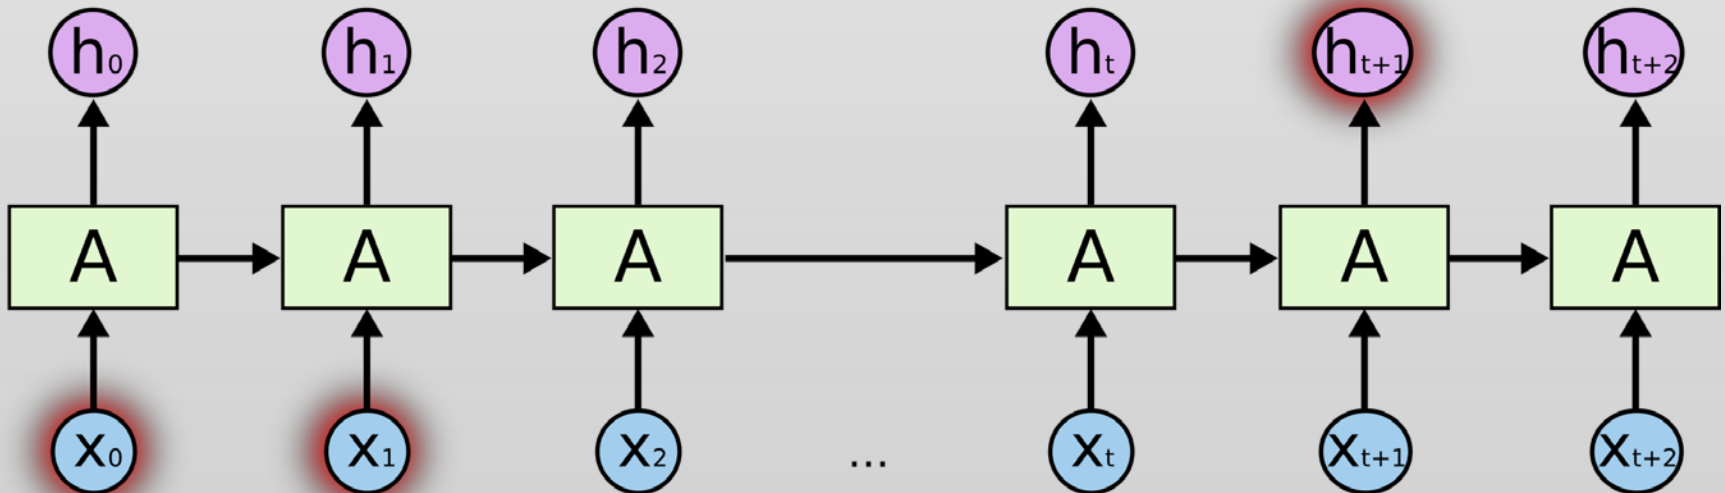 h₀ h₁ h₂ hₜ hₜ₊₁ hₜ₊₂
A A A A A A
x₀ x₁ x₂ ... xₜ xₜ₊₁ xₜ₊₂